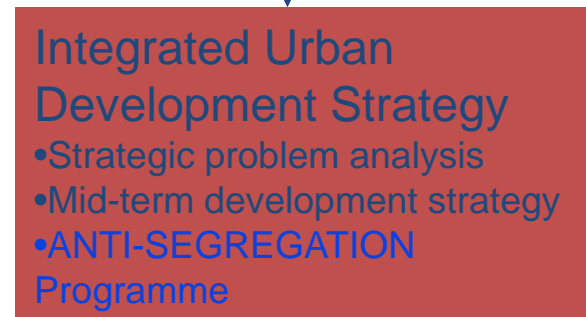 Integrated Urban
Development Strategy
•Strategic problem analysis
•Mid-term development strategy
•ANTI-SEGREGATION
Programme